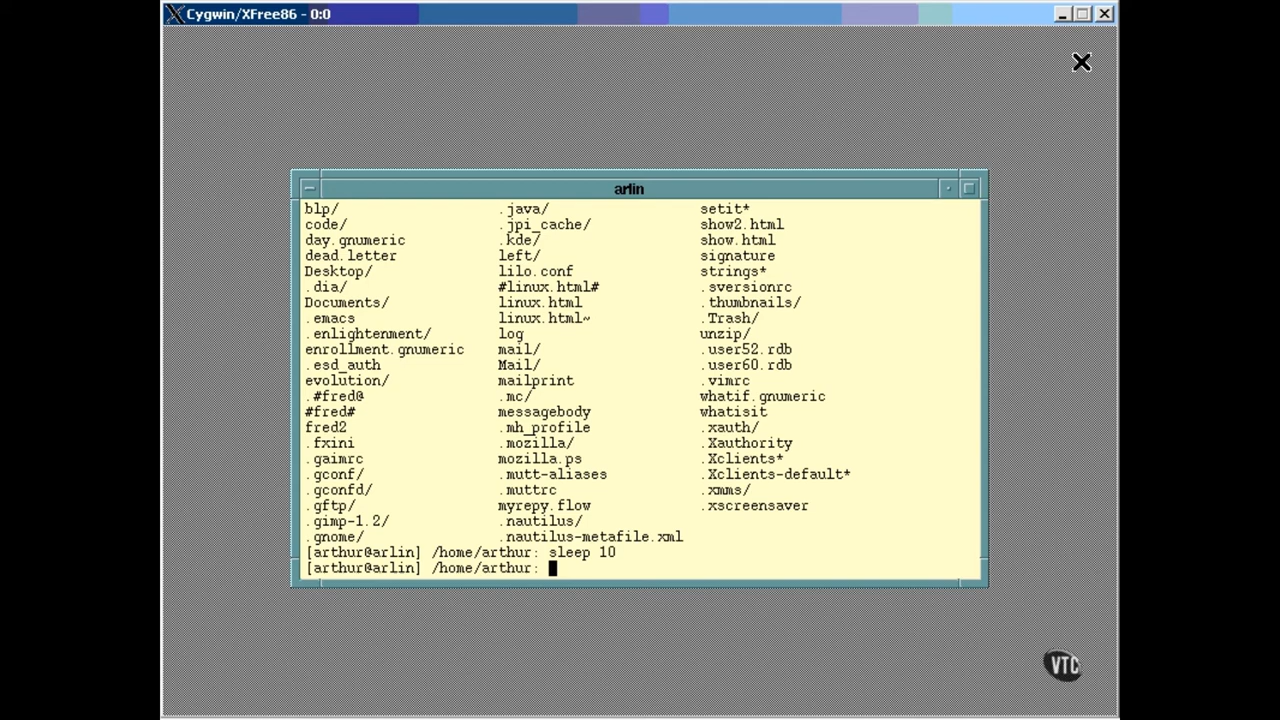 Cygwin/XFree86 - 0:0
arlin
blp/ .java/ setit*
code/ .jpi_cache/ show2.html
day.gnumeric .kde/ show.html
dead.letter left/ signature
Desktop/ lilo.conf strings*
.dia/ #linux.html# .sversionrc
Documents/ linux.html .thumbnails/
.emacs linux.html~ .Trash/
.enlightenment/ log unzip/
enrollment.gnumeric mail/ .user52.rdb
.esd_auth Mail/ .user60.rdb
evolution/ mailprint .vimrc
.#fred@ .mc/ whatif.gnumeric
#fred# messagebody whatisit
fred2 .mh_profile .xauth/
.fxini .mozilla/ .Xauthority
.gaimrc mozilla.ps .Xclients*
.gconf/ .mutt-aliases .Xclients-default*
.gconfd/ .muttrc .xmms/
.gftp/ myrepy.flow .xscreensaver
.gimp-1.2/ .nautilus/
.gnome/ .nautilus-metafile.xml
[arthur@arlin] /home/arthur: sleep 10
[arthur@arlin] /home/arthur:
VTC